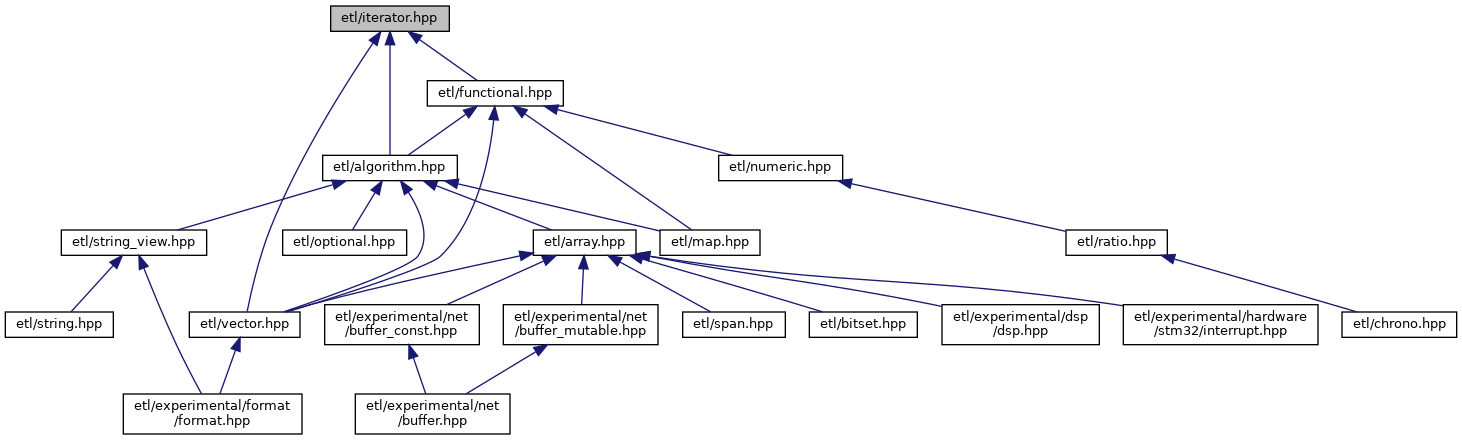 etl/iterator.hpp
etl/functional.hpp
etl/algorithm.hpp
etl/numeric.hpp
etl/string_view.hpp
etl/optional.hpp
etl/array.hpp
etl/map.hpp
etl/ratio.hpp
etl/string.hpp
etl/vector.hpp
etl/experimental/net
/buffer_const.hpp
etl/experimental/net
/buffer_mutable.hpp
etl/span.hpp
etl/bitset.hpp
etl/experimental/dsp
/dsp.hpp
etl/experimental/hardware
/stm32/interrupt.hpp
etl/chrono.hpp
etl/experimental/format
/format.hpp
etl/experimental/net
/buffer.hpp